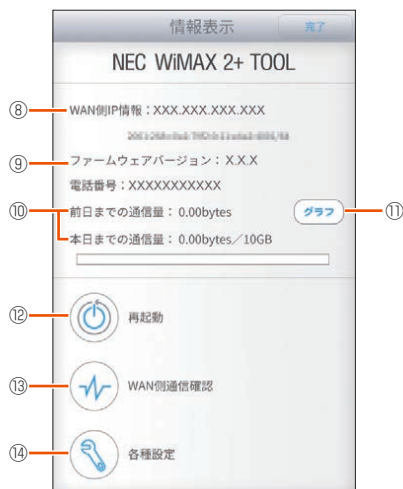 情報表示 完了
NEC WiMAX 2+ TOOL
⑧ WAN側IP情報：XXX.XXX.XXX.XXX
⑨ ファームウェアバージョン：X.X.X
電話番号：XXXXXXXXXXX
⑩ 前日までの通信量： 0.00bytes グラフ ⑪
本日までの通信量： 0.00bytes／10GB
⑫ 再起動
⑬ WAN側通信確認
⑭ 各種設定